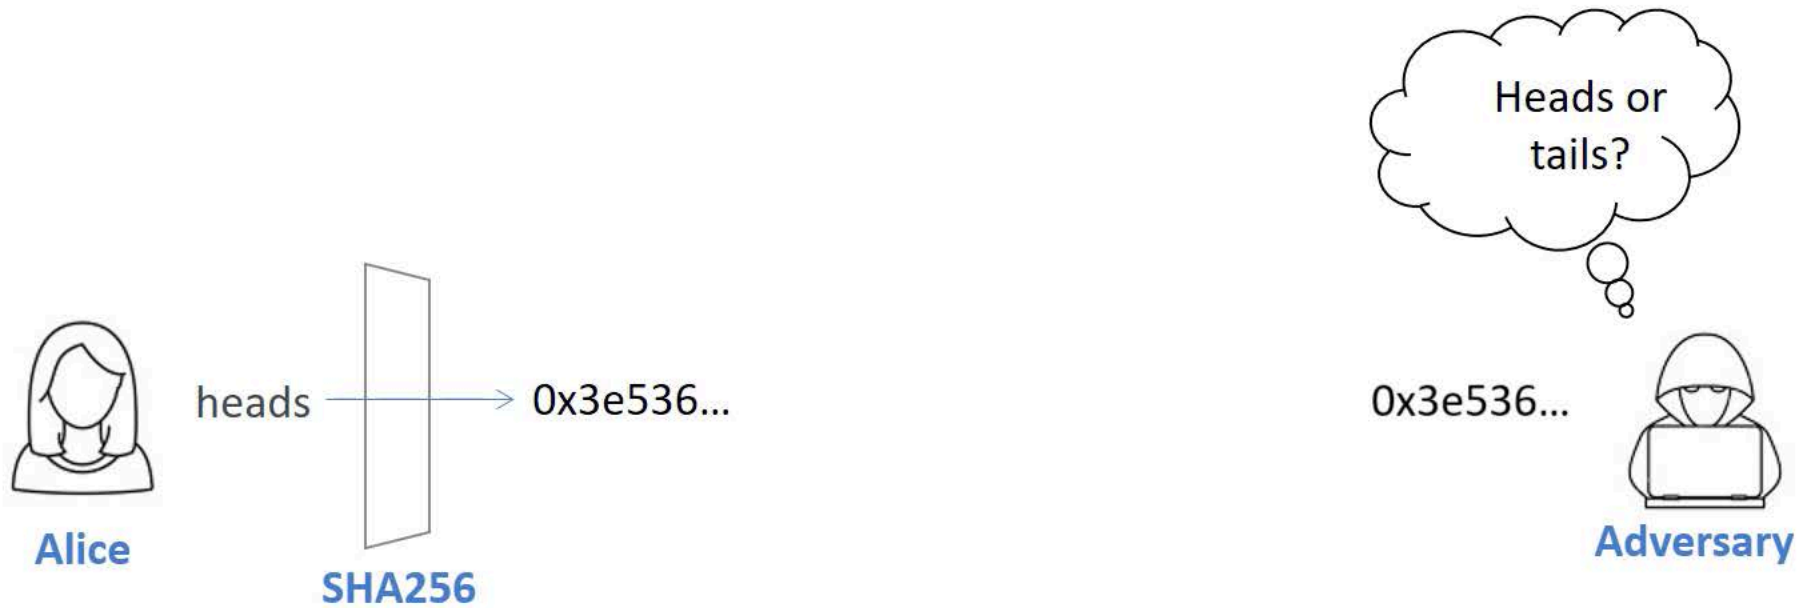 Heads or
tails?
heads
0x3e536...
0x3e536...
Alice
SHA256
Adversary